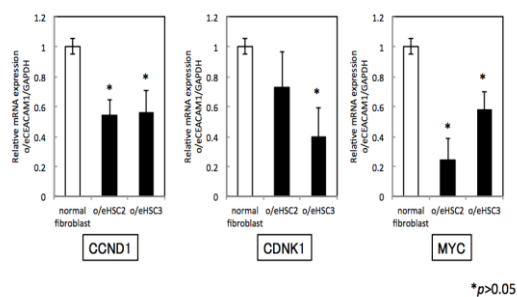 Relative mRNA expression
o/eCEACAM1/GAPDH
1.2
1
0.8
0.6
0.4
0.2
0
*
*
normal
fibroblast
o/eHSC2
o/eHSC3
CCND1
Relative mRNA expression
o/eCEACAM1/GAPDH
1.2
1
0.8
0.6
0.4
0.2
0
*
normal
fibroblast
o/eHSC2
o/eHSC3
CDNK1
Relative mRNA expression
o/eCEACAM1/GAPDH
1.2
1
0.8
0.6
0.4
0.2
0
*
*
normal
fibroblast
o/eHSC2
o/eHSC3
MYC
*p>0.05